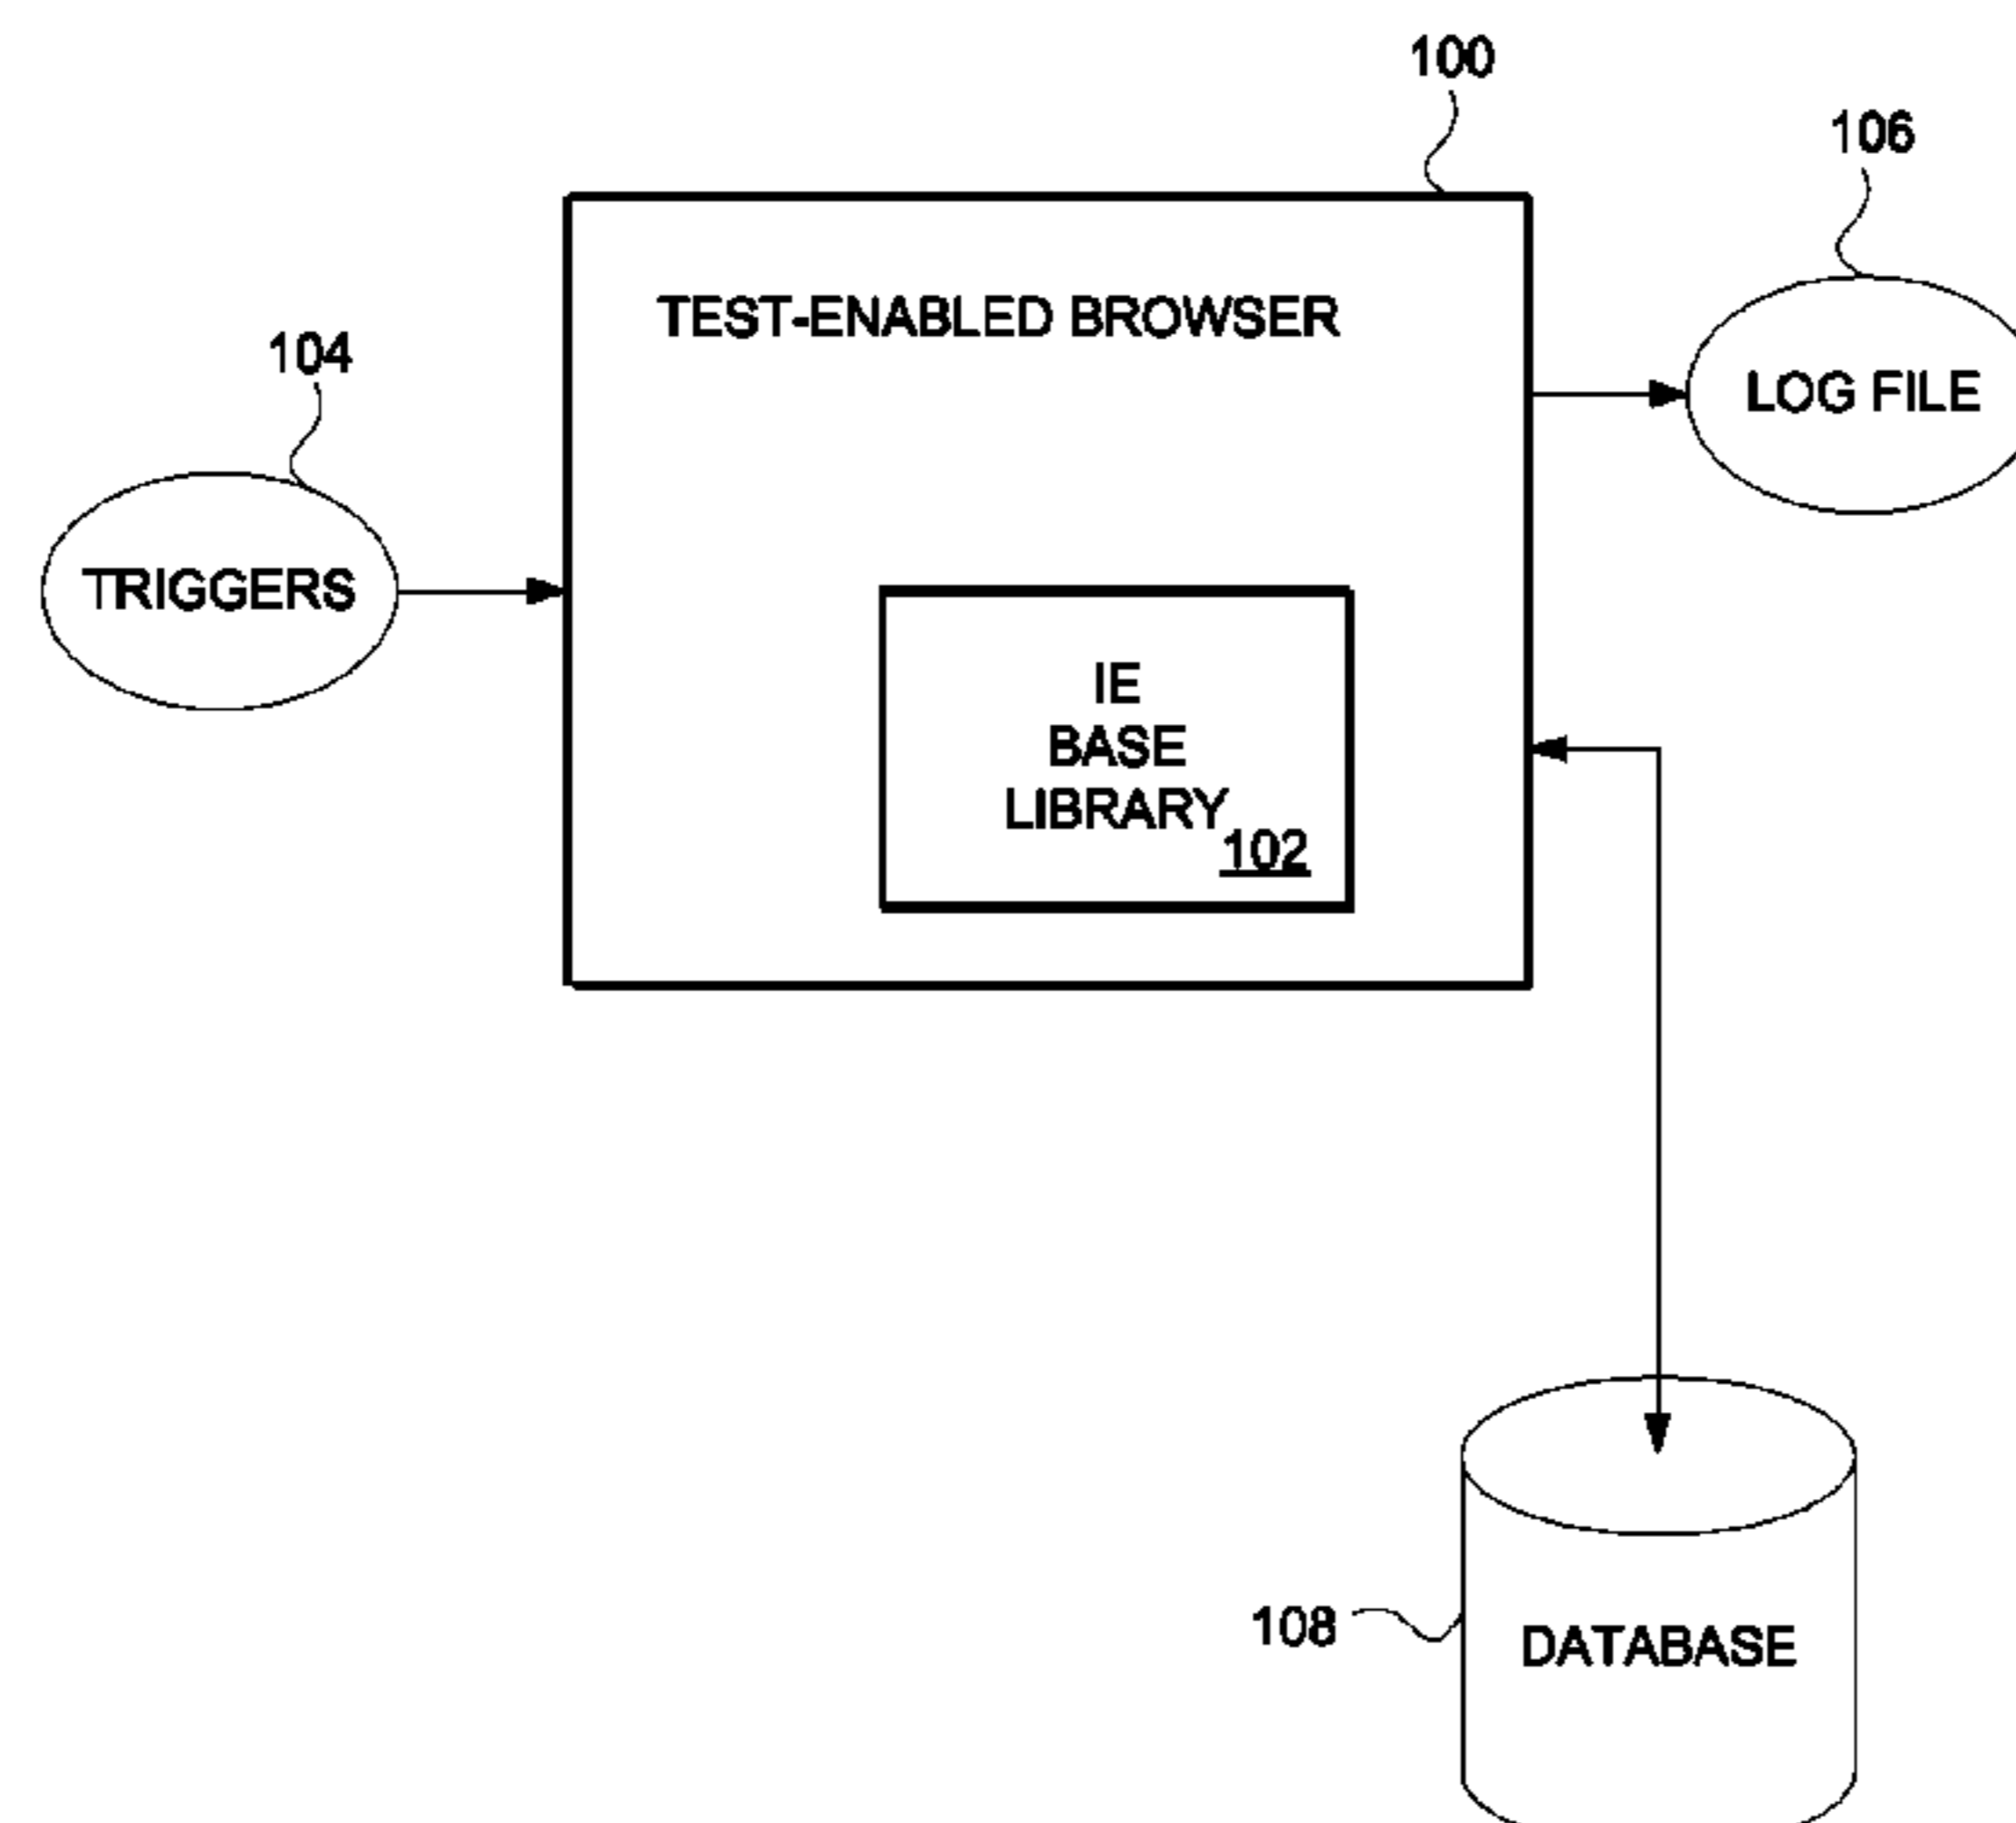 100
106
TEST-ENABLED BROWSER
104
LOG FILE
TRIGGERS
IE
BASE
LIBRARY
102
108
DATABASE